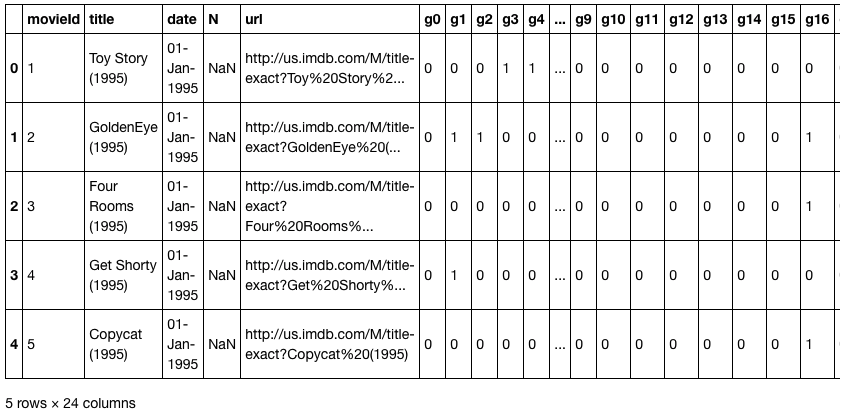 movieId title date N url g0 g1 g2 g3 g4 ... g9 g10 g11 g12 g13 g14 g15 g16
0 1 Toy Story (1995) 01-Jan-1995 NaN http://us.imdb.com/M/title-exact?Toy%20Story%2... 0 0 0 1 1 ... 0 0 0 0 0 0 0 0
1 2 GoldenEye (1995) 01-Jan-1995 NaN http://us.imdb.com/M/title-exact?GoldenEye%20(... 0 1 1 0 0 ... 0 0 0 0 0 0 0 1
2 3 Four Rooms (1995) 01-Jan-1995 NaN http://us.imdb.com/M/title-exact?Four%20Rooms%... 0 0 0 0 0 ... 0 0 0 0 0 0 0 1
3 4 Get Shorty (1995) 01-Jan-1995 NaN http://us.imdb.com/M/title-exact?Get%20Shorty%... 0 1 0 0 0 ... 0 0 0 0 0 0 0 0
4 5 Copycat (1995) 01-Jan-1995 NaN http://us.imdb.com/M/title-exact?Copycat%20(1995) 0 0 0 0 0 ... 0 0 0 0 0 0 0 1
5 rows × 24 columns